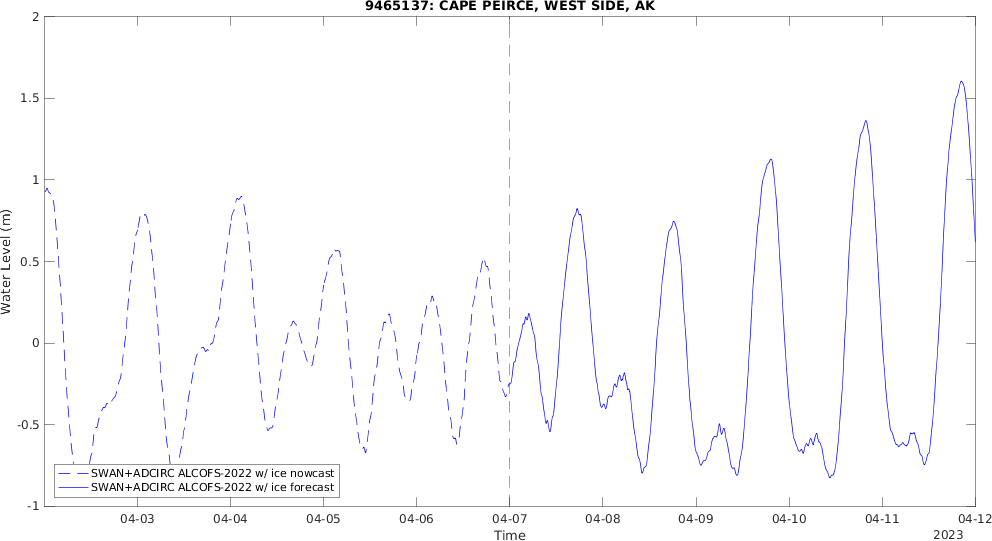 9465137: CAPE PEIRCE, WEST SIDE, AK
Water Level (m)
2
1.5
1
0.5
0
-0.5
-1
SWAN+ADCIRC ALCOFS-2022 w/ ice nowcast
SWAN+ADCIRC ALCOFS-2022 w/ ice forecast
04-03 04-04 04-05 04-06 04-07 04-08 04-09 04-10 04-11 04-12
Time
2023